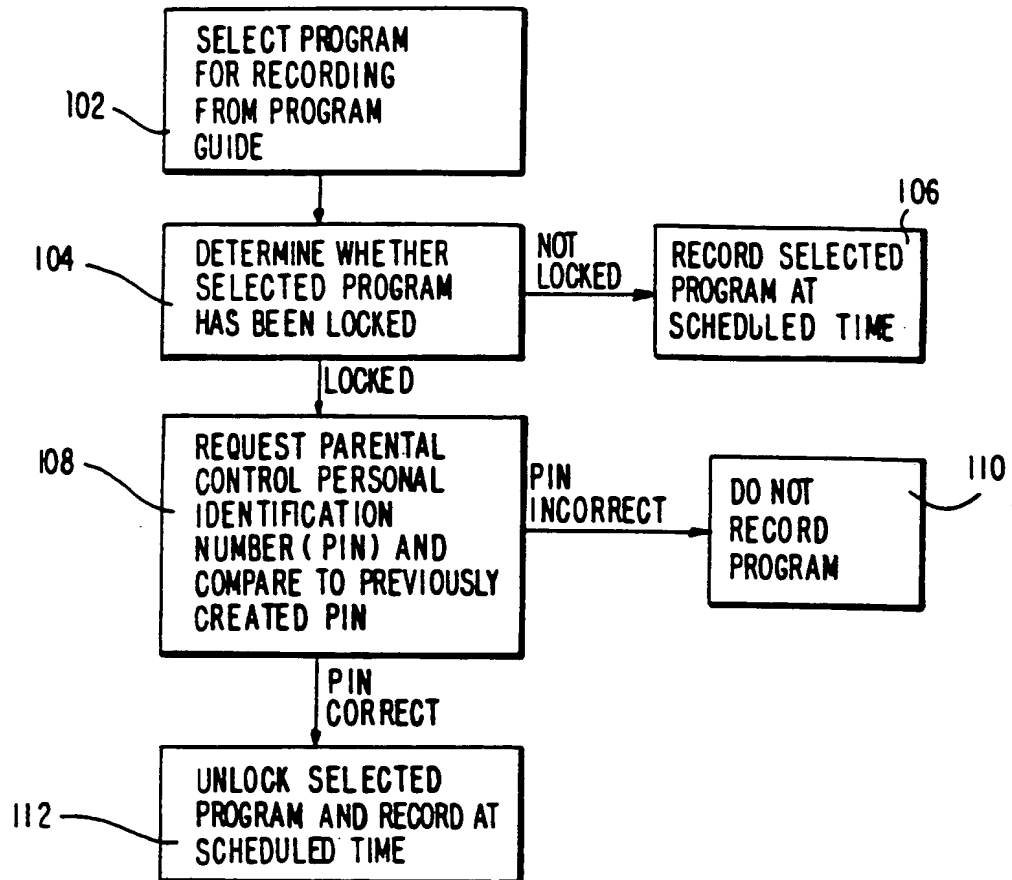 102
SELECT PROGRAM
FOR RECORDING
FROM PROGRAM
GUIDE
104
DETERMINE WHETHER
SELECTED PROGRAM
HAS BEEN LOCKED
NOT
LOCKED
106
RECORD SELECTED
PROGRAM AT
SCHEDULED TIME
LOCKED
108
REQUEST PARENTAL
CONTROL PERSONAL
IDENTIFICATION
NUMBER (PIN) AND
COMPARE TO PREVIOUSLY
CREATED PIN
PIN
INCORRECT
110
DO NOT
RECORD
PROGRAM
PIN
CORRECT
112
UNLOCK SELECTED
PROGRAM AND RECORD AT
SCHEDULED TIME